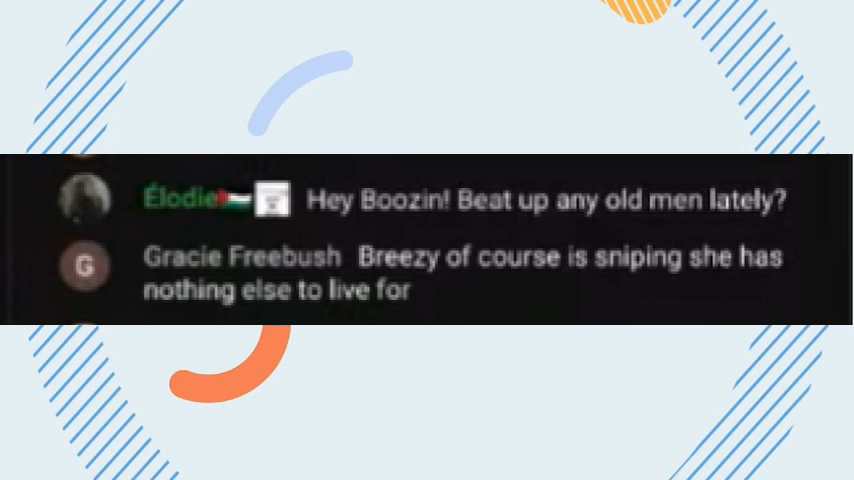 Élodie🇵🇸 Hey Boozin! Beat up any old men lately?
G
Gracie Freebush Breezy of course is sniping she has
nothing else to live for